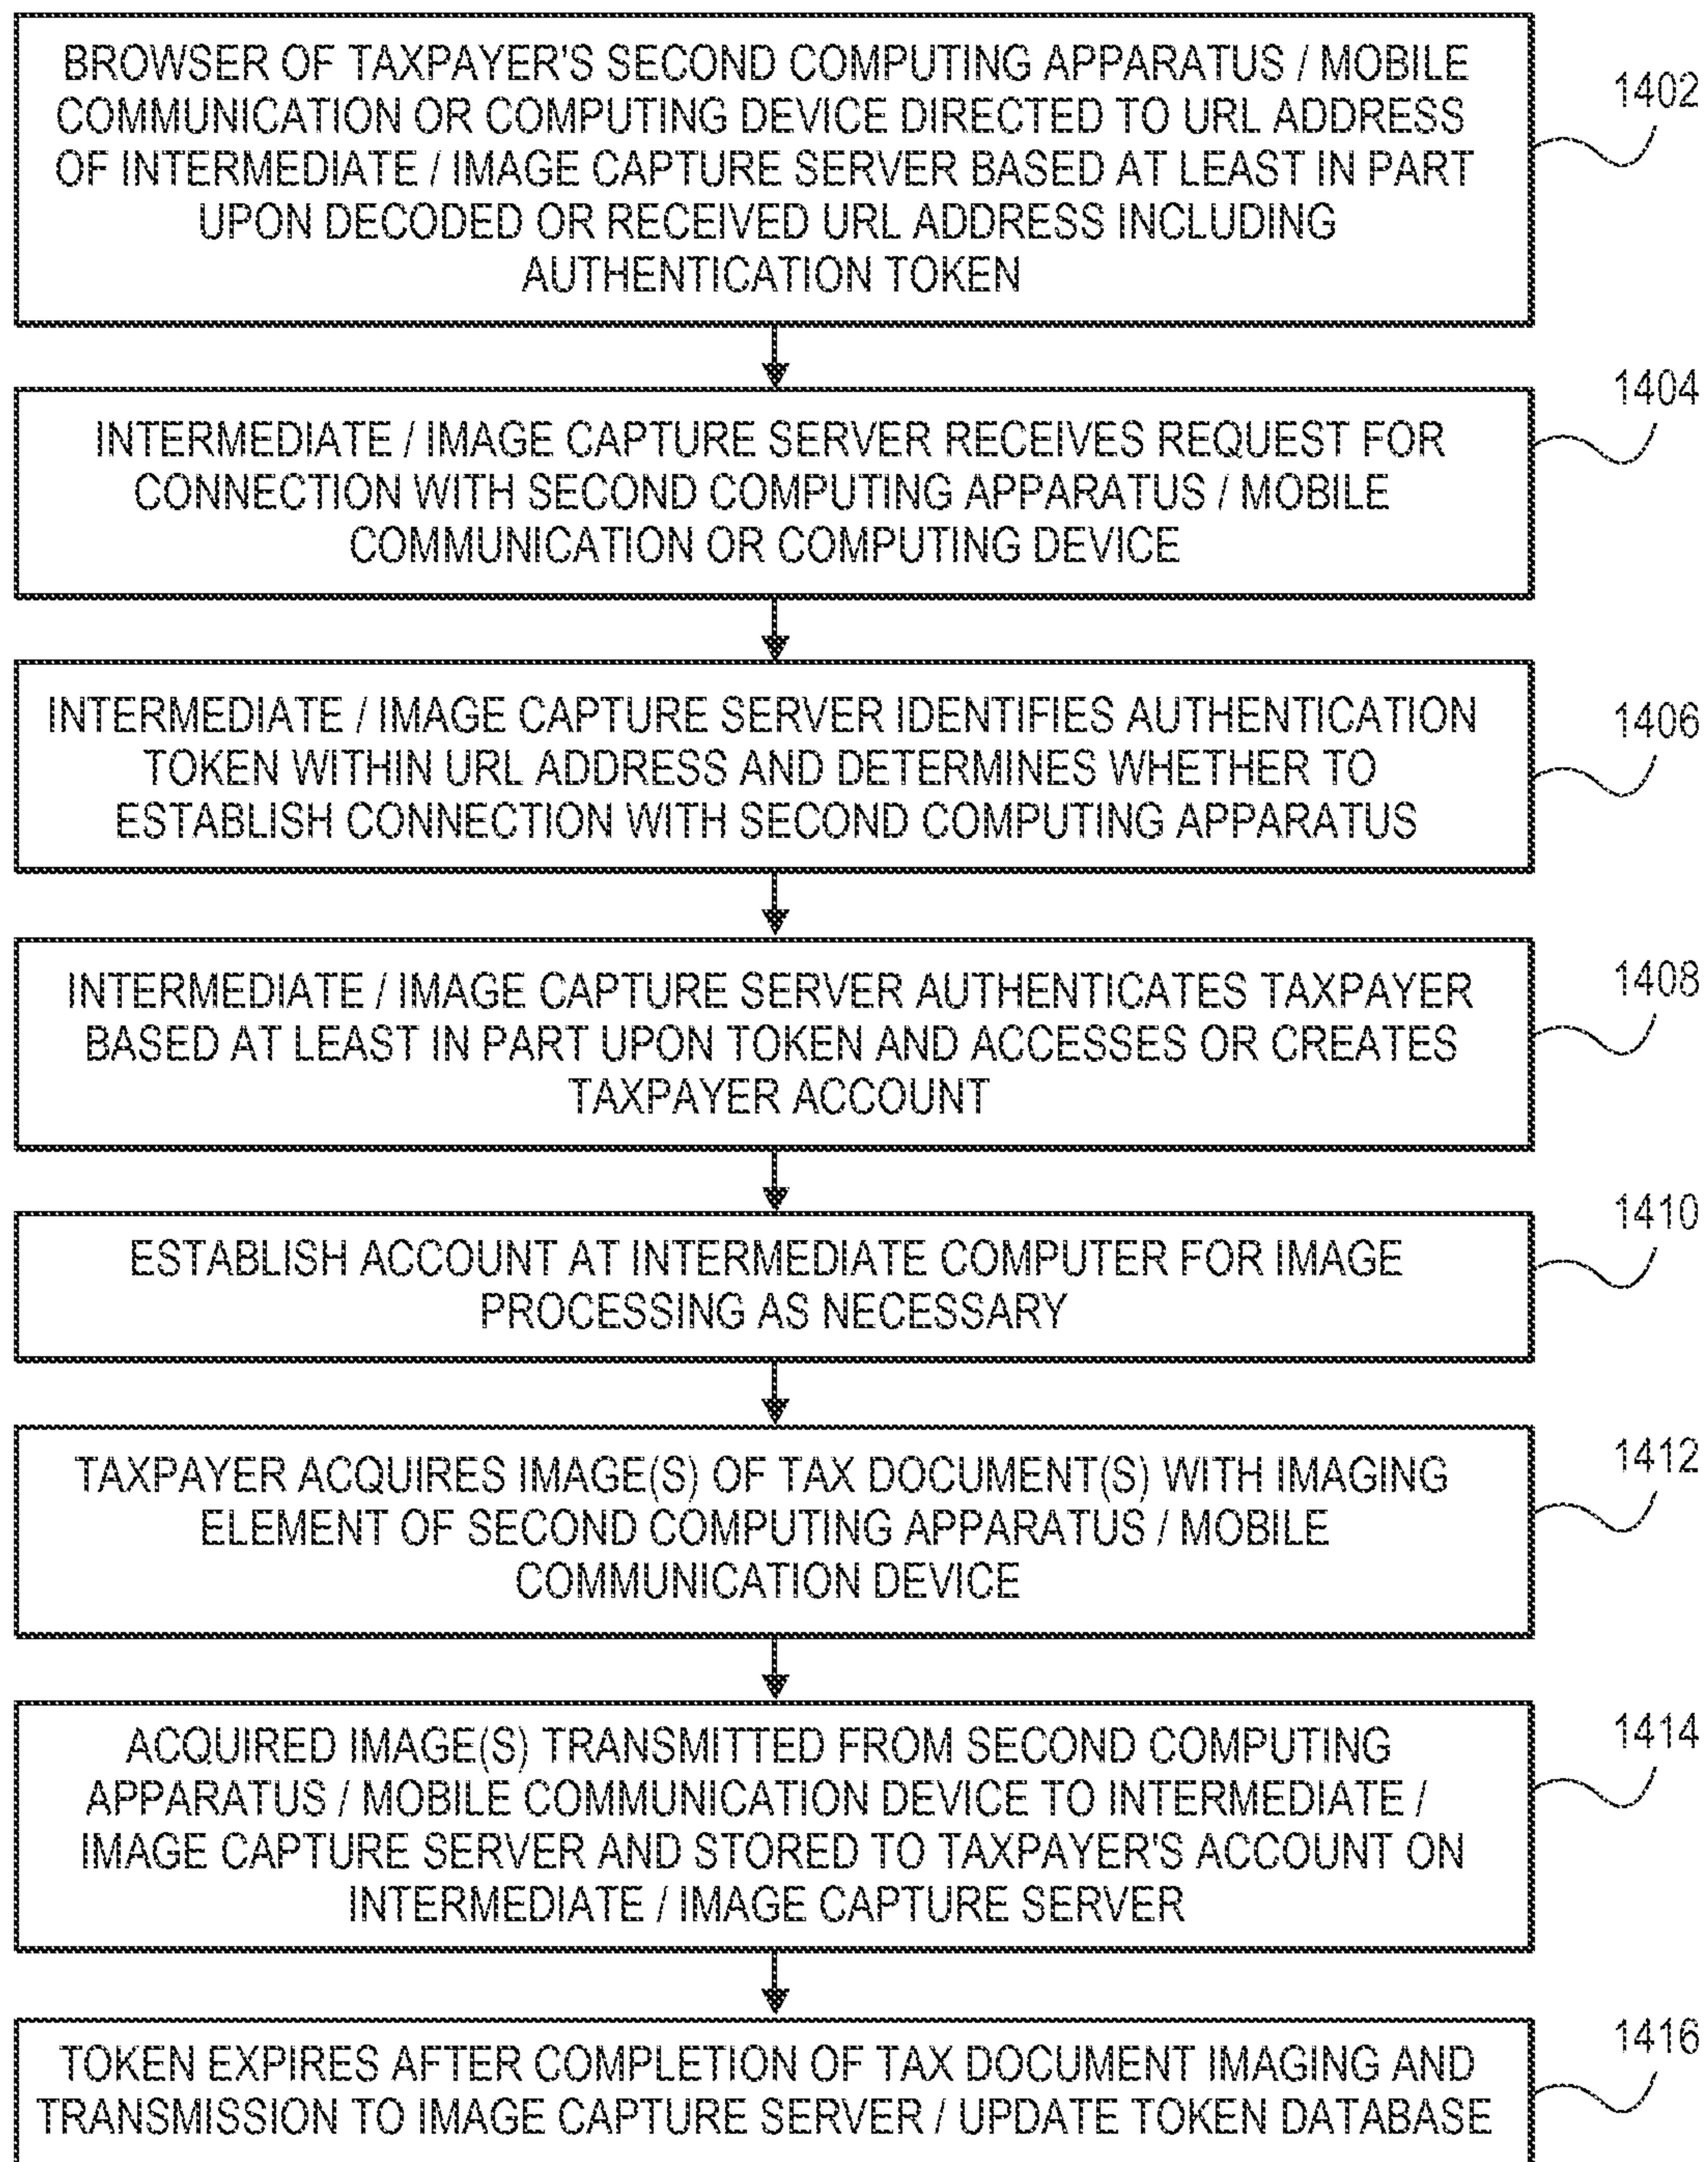 BROWSER OF TAXPAYER'S SECOND COMPUTING APPARATUS / MOBILE
COMMUNICATION OR COMPUTING DEVICE DIRECTED TO URL ADDRESS
OF INTERMEDIATE / IMAGE CAPTURE SERVER BASED AT LEAST IN PART
UPON DECODED OR RECEIVED URL ADDRESS INCLUDING
AUTHENTICATION TOKEN
1402
INTERMEDIATE / IMAGE CAPTURE SERVER RECEIVES REQUEST FOR
CONNECTION WITH SECOND COMPUTING APPARATUS / MOBILE
COMMUNICATION OR COMPUTING DEVICE
1404
INTERMEDIATE / IMAGE CAPTURE SERVER IDENTIFIES AUTHENTICATION
TOKEN WITHIN URL ADDRESS AND DETERMINES WHETHER TO
ESTABLISH CONNECTION WITH SECOND COMPUTING APPARATUS
1406
INTERMEDIATE / IMAGE CAPTURE SERVER AUTHENTICATES TAXPAYER
BASED AT LEAST IN PART UPON TOKEN AND ACCESSES OR CREATES
TAXPAYER ACCOUNT
1408
ESTABLISH ACCOUNT AT INTERMEDIATE COMPUTER FOR IMAGE
PROCESSING AS NECESSARY
1410
TAXPAYER ACQUIRES IMAGE(S) OF TAX DOCUMENT(S) WITH IMAGING
ELEMENT OF SECOND COMPUTING APPARATUS / MOBILE
COMMUNICATION DEVICE
1412
ACQUIRED IMAGE(S) TRANSMITTED FROM SECOND COMPUTING
APPARATUS / MOBILE COMMUNICATION DEVICE TO INTERMEDIATE /
IMAGE CAPTURE SERVER AND STORED TO TAXPAYER'S ACCOUNT ON
INTERMEDIATE / IMAGE CAPTURE SERVER
1414
TOKEN EXPIRES AFTER COMPLETION OF TAX DOCUMENT IMAGING AND
TRANSMISSION TO IMAGE CAPTURE SERVER / UPDATE TOKEN DATABASE
1416